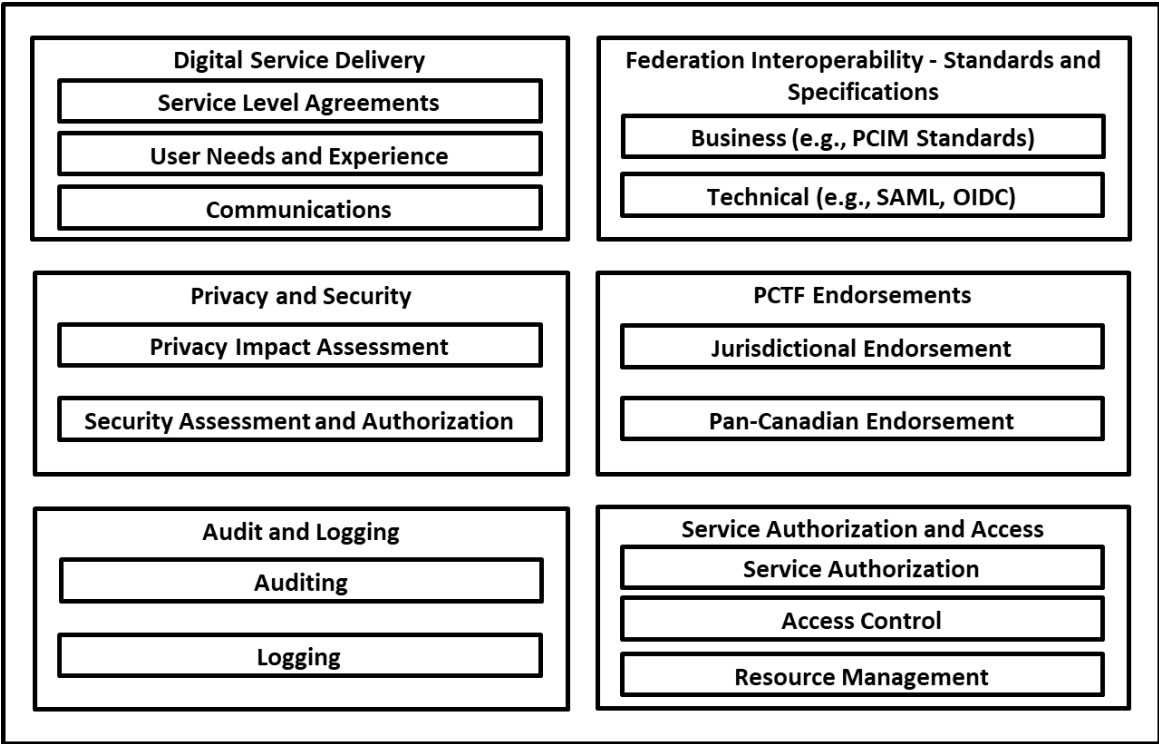 Digital Service Delivery
Service Level Agreements
User Needs and Experience
Communications
Federation Interoperability - Standards and
Specifications
Business (e.g., PCIM Standards)
Technical (e.g., SAML, OIDC)
Privacy and Security
Privacy Impact Assessment
Security Assessment and Authorization
PCTF Endorsements
Jurisdictional Endorsement
Pan-Canadian Endorsement
Audit and Logging
Auditing
Logging
Service Authorization and Access
Service Authorization
Access Control
Resource Management